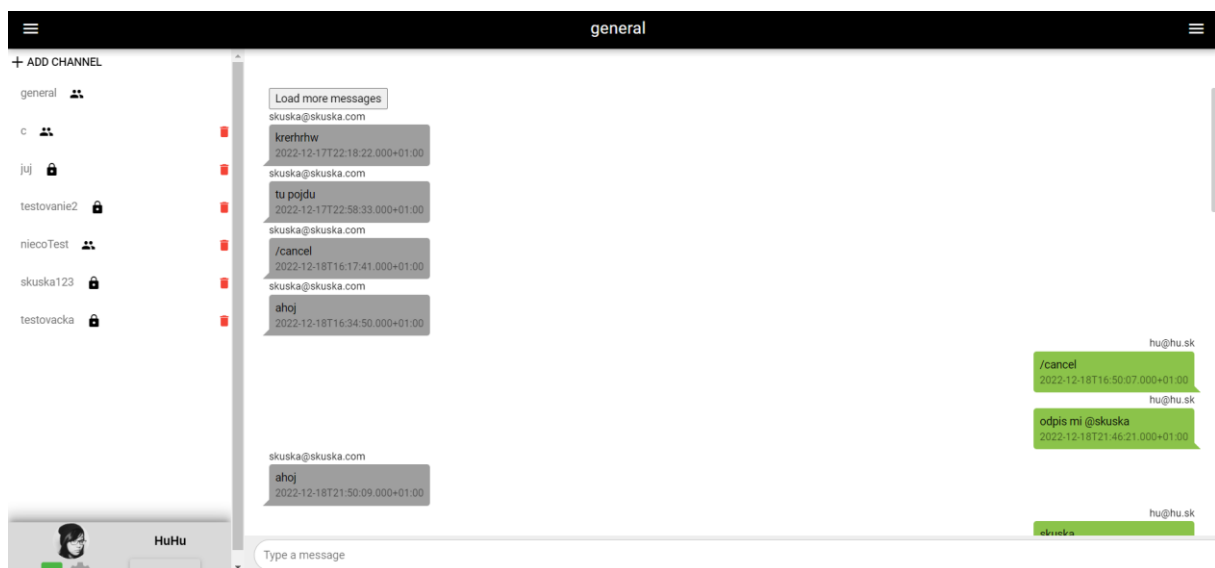 general
+ ADD CHANNEL
general
c
juj
testovanie2
niecoTest
skuska123
testovacka
HuHu
Load more messages
skuska@skuska.com
krerhrhw
2022-12-17T22:18:22.000+01:00
skuska@skuska.com
tu pojdu
2022-12-17T22:58:33.000+01:00
skuska@skuska.com
/cancel
2022-12-18T16:17:41.000+01:00
skuska@skuska.com
ahoj
2022-12-18T16:34:50.000+01:00
hu@hu.sk
/cancel
2022-12-18T16:50:07.000+01:00
hu@hu.sk
odpis mi @skuska
2022-12-18T21:46:21.000+01:00
skuska@skuska.com
ahoj
2022-12-18T21:50:09.000+01:00
hu@hu.sk
skuska
Type a message